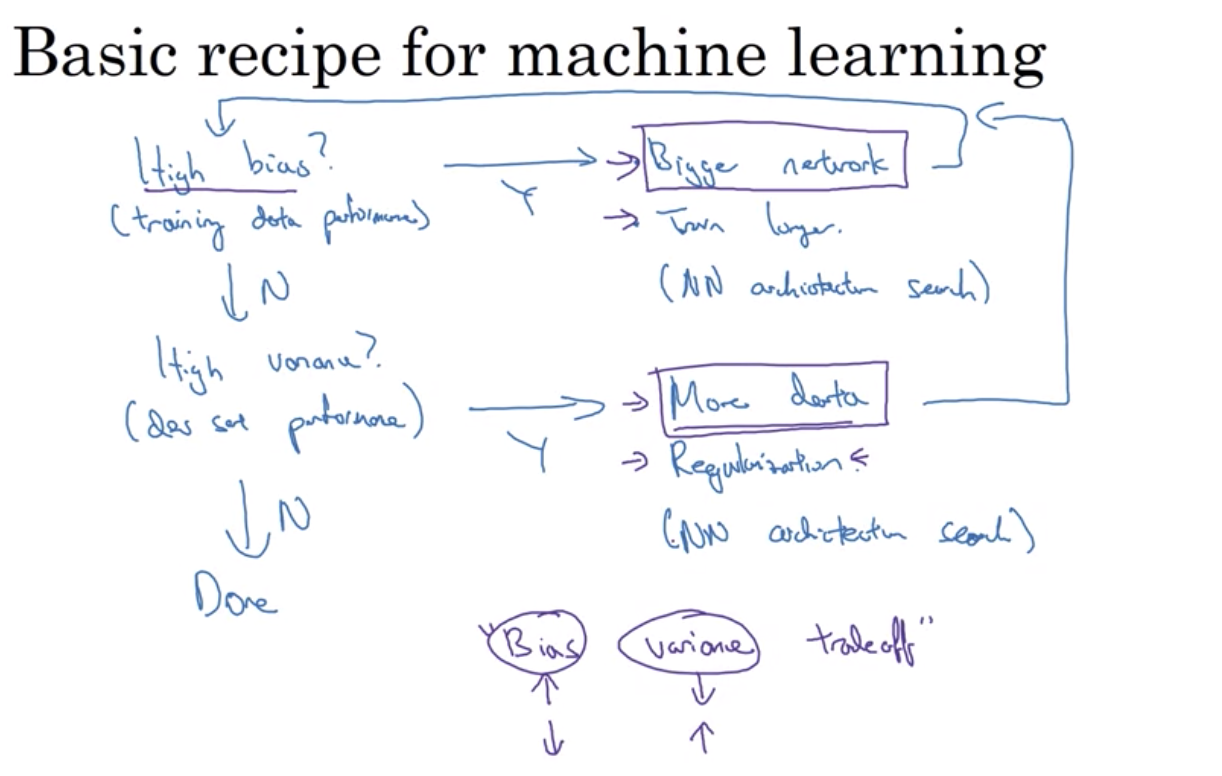 Basic recipe for machine learning
High bias?
(training data performance)
Y
Bigger network
Train longer.
(NN architecture search)
N
High variance?
(dev set performance)
Y
More data
Regularization.
(NN architecture search)
N
Done
"Bias variance tradeoff"